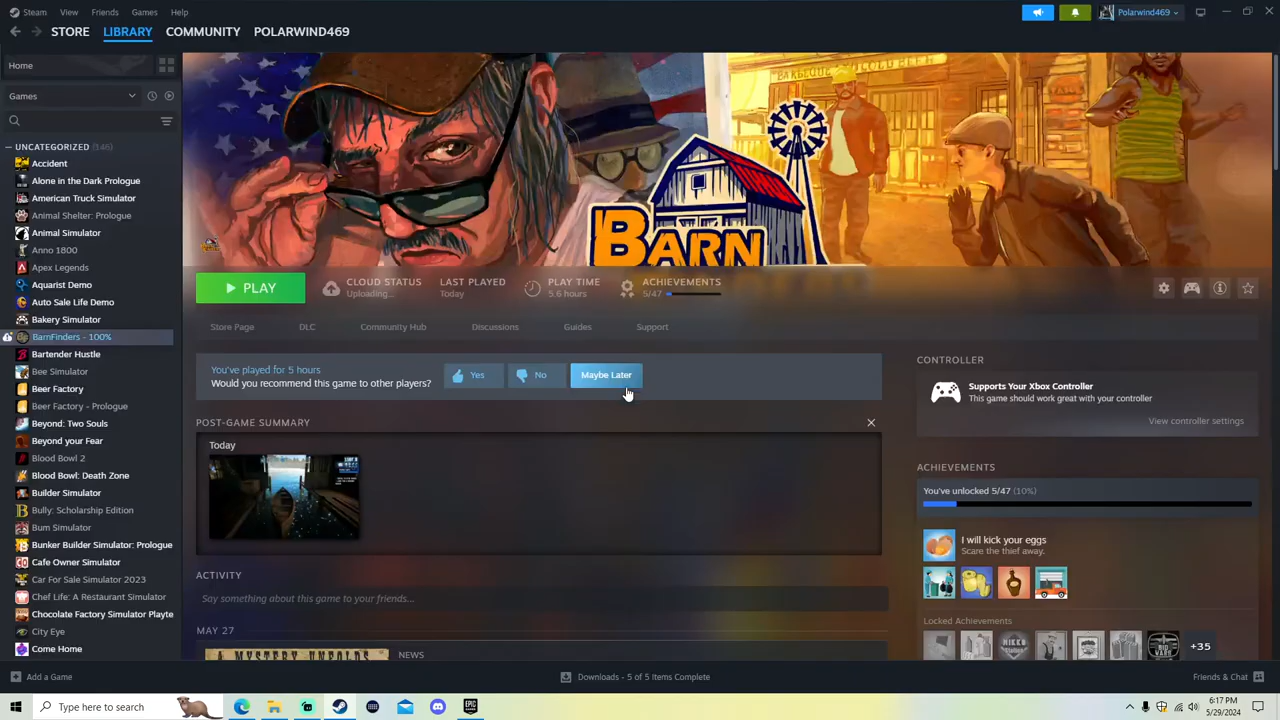 Steam View Friends Games Help Polarwind469
STORE LIBRARY COMMUNITY POLARWIND469
Home
Games
UNCATEGORIZED (146)
Accident
Alone in the Dark Prologue
American Truck Simulator
Animal Shelter: Prologue
Animal Simulator
Anno 1800
Apex Legends
Aquarist Demo
Auto Sale Life Demo
Bakery Simulator
BarnFinders - 100%
Bartender Hustle
Bee Simulator
Beer Factory
Beer Factory - Prologue
Beyond: Two Souls
Beyond your Fear
Blood Bowl 2
Blood Bowl: Death Zone
Builder Simulator
Bully: Scholarship Edition
Bum Simulator
Bunker Builder Simulator: Prologue
Cafe Owner Simulator
Car For Sale Simulator 2023
Chef Life: A Restaurant Simulator
Chocolate Factory Simulator Playte
City Eye
Come Home
BARBEQUE COLD BEER
BARN
PLAY
CLOUD STATUS
Uploading...
LAST PLAYED
Today
PLAY TIME
5.6 hours
ACHIEVEMENTS
5/47
Store Page DLC Community Hub Discussions Guides Support
You've played for 5 hours
Would you recommend this game to other players?
Yes No Maybe Later
POST-GAME SUMMARY
Today
ACTIVITY
Say something about this game to your friends...
MAY 27
NEWS
A MYSTERY UNFOLDS
CONTROLLER
Supports Your Xbox Controller
This game should work great with your controller
View controller settings
ACHIEVEMENTS
You've unlocked 5/47 (10%)
I will kick your eggs
Scare the thief away.
Locked Achievements
+35
Add a Game
Downloads - 5 of 5 Items Complete
Friends & Chat
Type here to search
EPIC
6:17 PM
5/29/2024